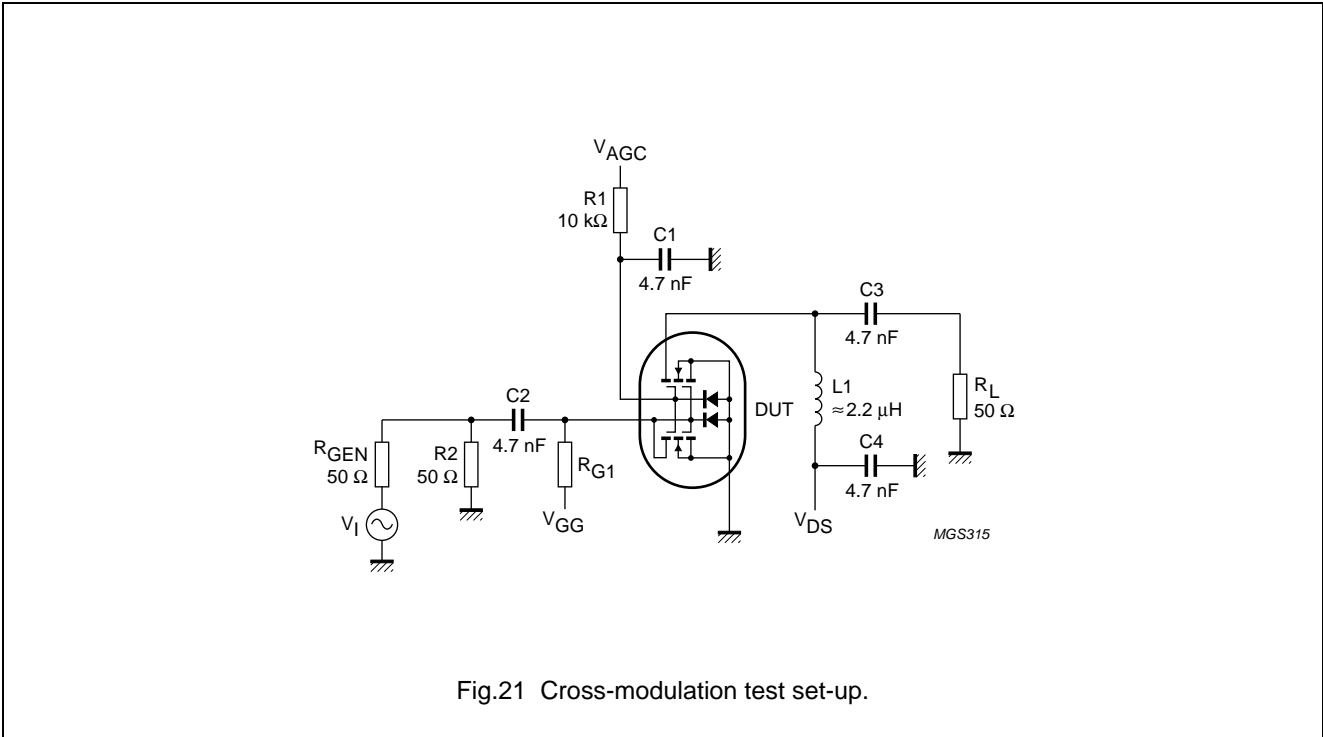 VAGC
R1
10 kΩ
C1
4.7 nF
C3
4.7 nF
L1
≈2.2 μH
RL
50 Ω
DUT
C2
4.7 nF
C4
4.7 nF
RGEN
50 Ω
R2
50 Ω
RG1
VI
VGG
VDS
MGS315
Fig.21 Cross-modulation test set-up.